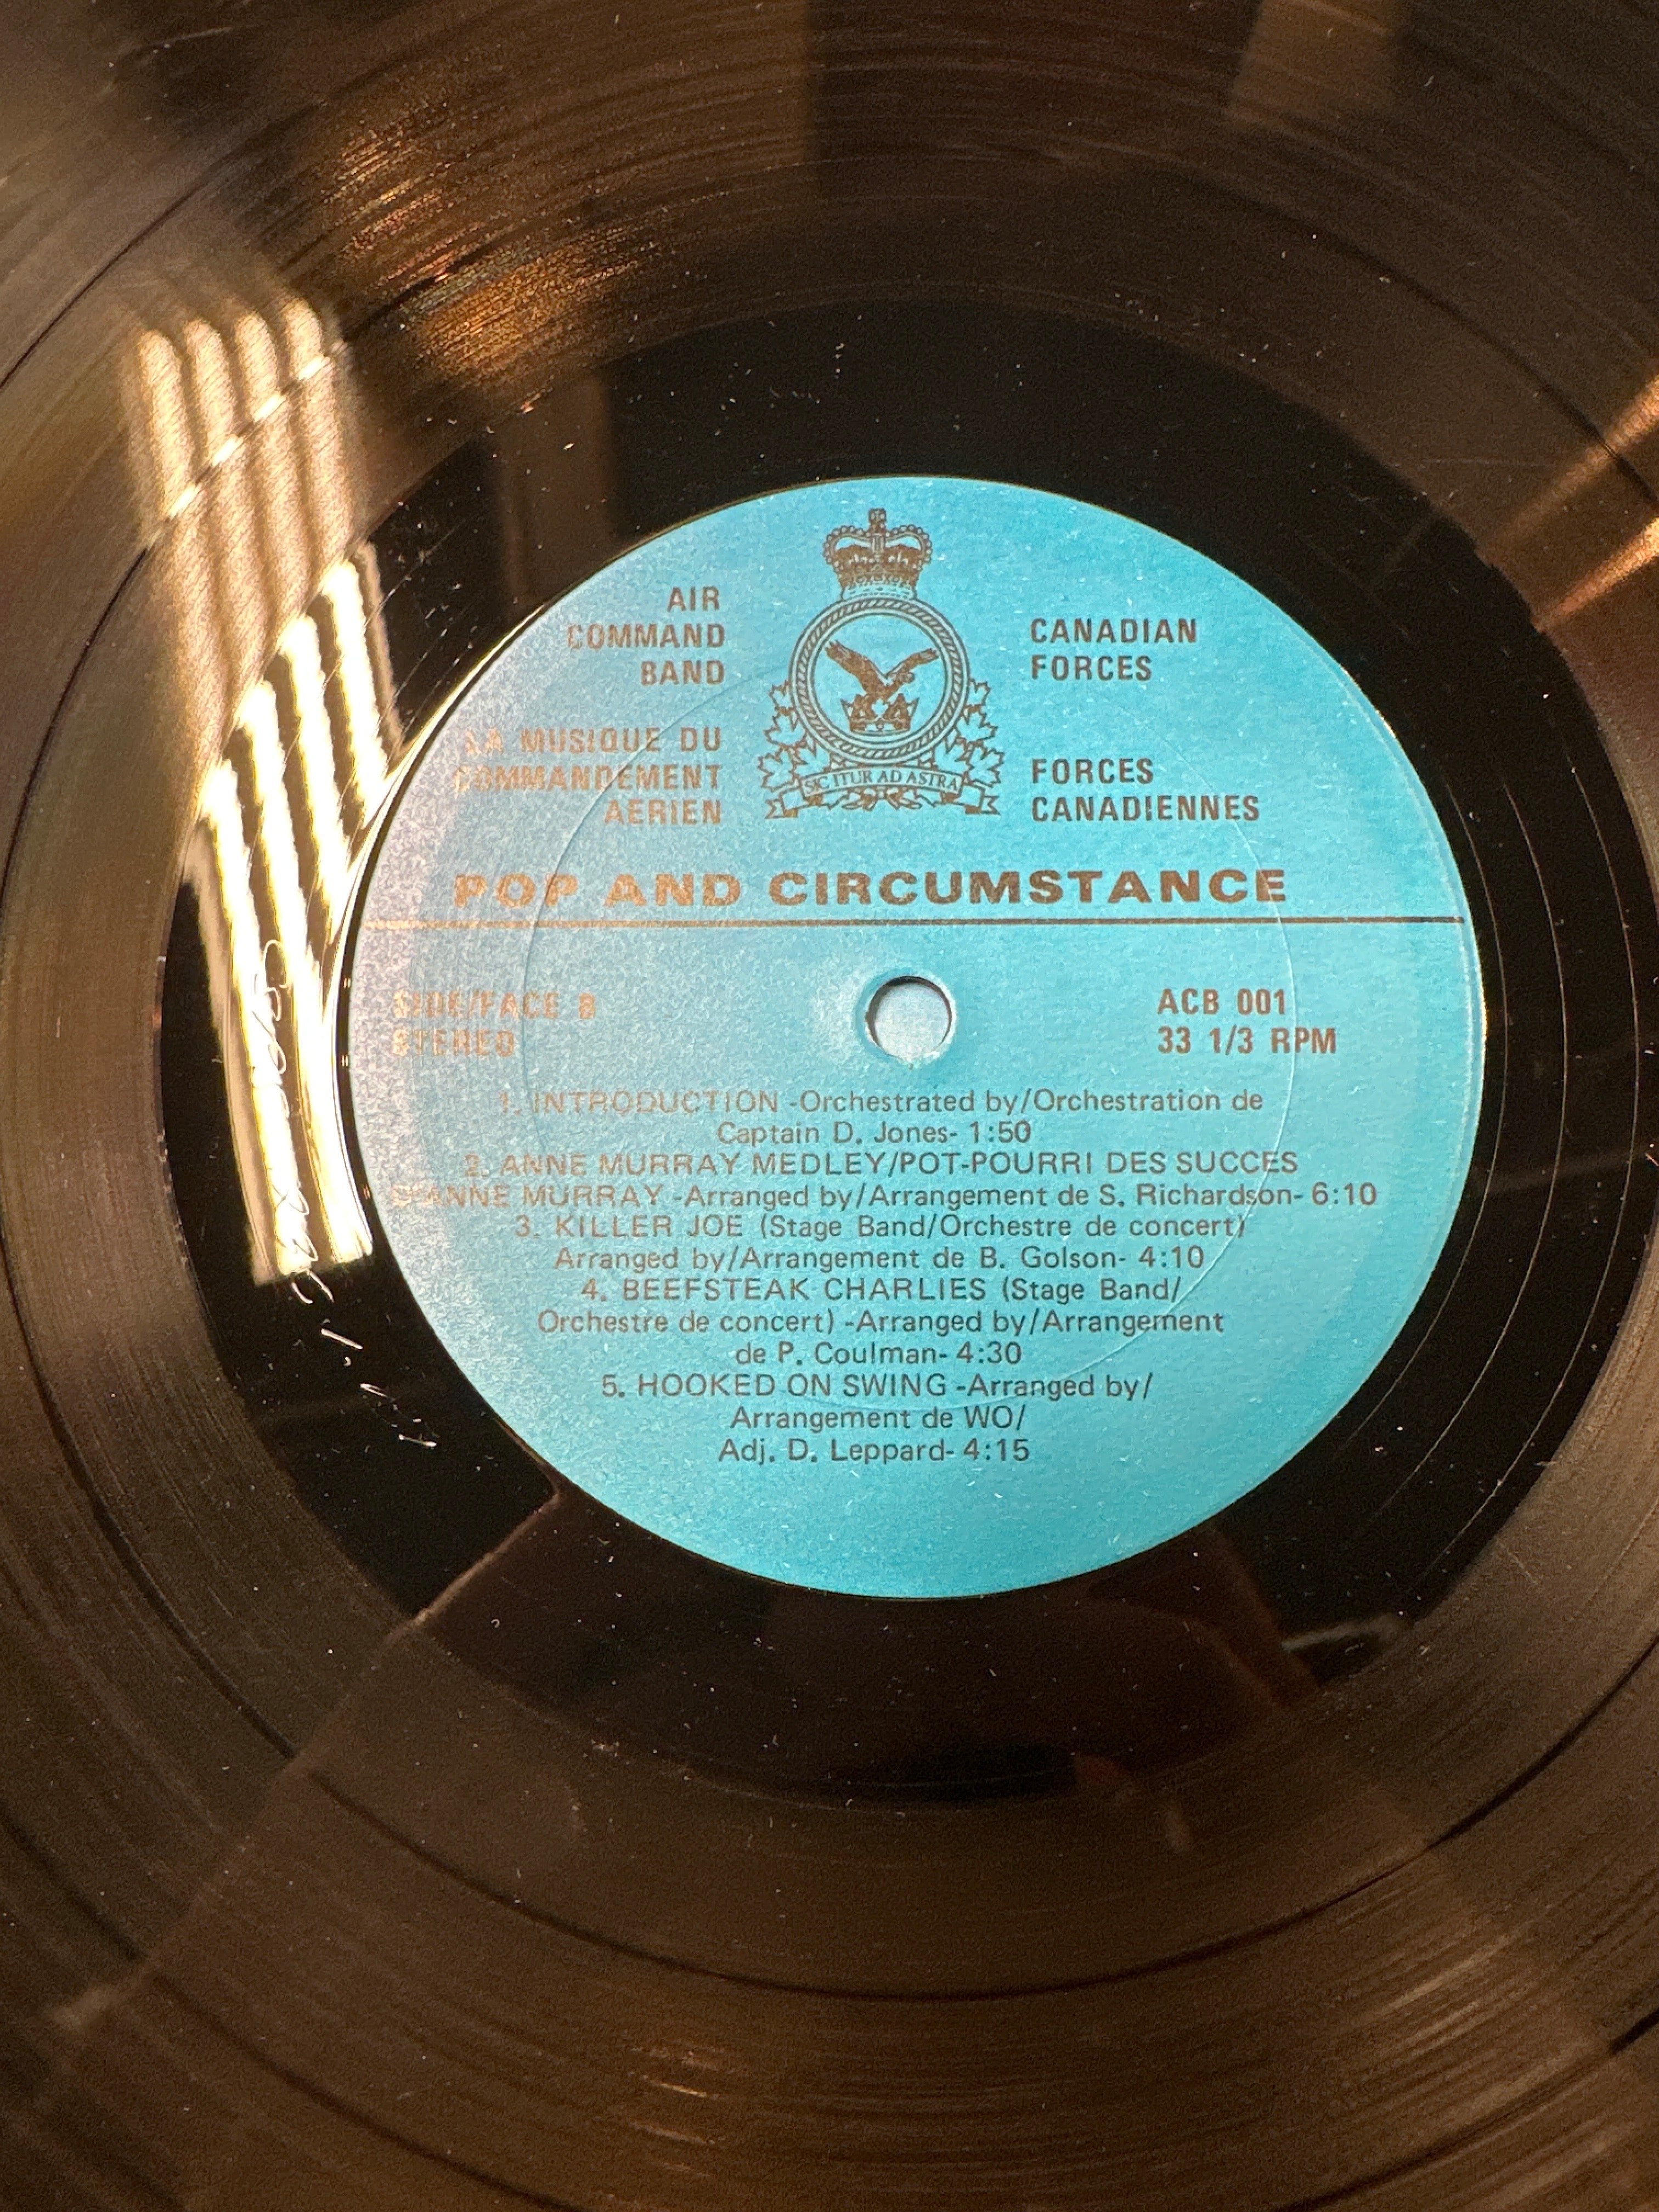 AIR
COMMAND
BAND
CANADIAN
FORCES
LA MUSIQUE DU
COMMANDEMENT
AERIEN
FORCES
CANADIENNES
SIC ITUR AD ASTRA
POP AND CIRCUMSTANCE
SIDE/FACE B
STEREO
ACB 001
33 1/3 RPM
1. INTRODUCTION -Orchestrated by/Orchestration de
Captain D. Jones- 1:50
2. ANNE MURRAY MEDLEY/POT-POURRI DES SUCCES
D'ANNE MURRAY -Arranged by/Arrangement de S. Richardson- 6:10
3. KILLER JOE (Stage Band/Orchestre de concert)
Arranged by/Arrangement de B. Golson- 4:10
4. BEEFSTEAK CHARLIES (Stage Band/
Orchestre de concert) -Arranged by/Arrangement
de P. Coulman- 4:30
5. HOOKED ON SWING -Arranged by/
Arrangement de WO/
Adj. D. Leppard- 4:15